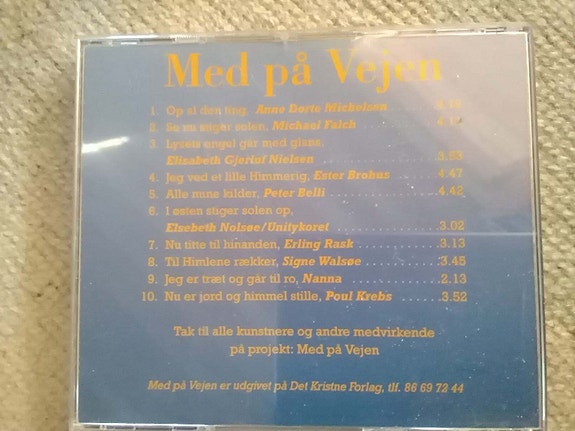 Med på Vejen
1. Op al den ting, Anne Dorte Michelsen 3.19
2. Se nu stiger solen, Michael Falch 4.17
3. Lysets engel går med glans,
Elisabeth Gjerluf Nielsen 3.53
4. Jeg ved et lille Himmerig, Ester Brohus 4.47
5. Alle mine kilder, Peter Belli 4.42
6. I østen stiger solen op,
Elsebeth Nolsøe/Unitykoret 3.02
7. Nu titte til hinanden, Erling Rask 3.13
8. Til Himlene rækker, Signe Walsøe 3.45
9. Jeg er træt og går til ro, Nanna 2.13
10. Nu er jord og himmel stille, Poul Krebs 3.52
Tak til alle kunstnere og andre medvirkende
på projekt: Med på Vejen
Med på Vejen er udgivet på Det Kristne Forlag, tlf. 86 69 72 44